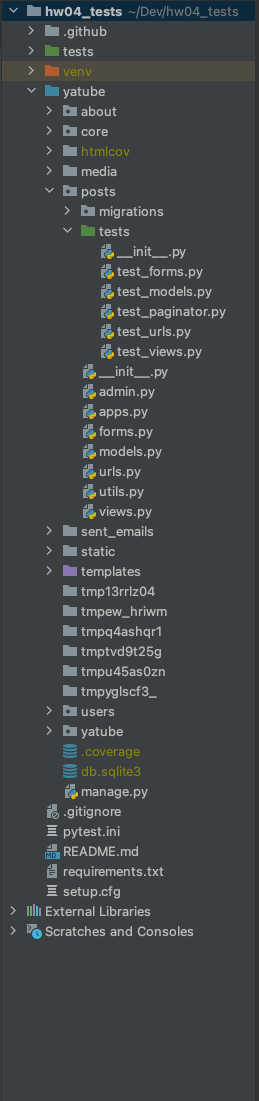 hw04_tests ~/Dev/hw04_tests
.github
tests
venv
yatube
about
core
htmlcov
media
posts
migrations
tests
__init__.py
test_forms.py
test_models.py
test_paginator.py
test_urls.py
test_views.py
__init__.py
admin.py
apps.py
forms.py
models.py
urls.py
utils.py
views.py
sent_emails
static
templates
tmp13rrlz04
tmpew_hriwm
tmpq4ashqr1
tmptvd9t25g
tmpu45as0zn
tmpyglscf3_
users
yatube
.coverage
db.sqlite3
manage.py
.gitignore
pytest.ini
README.md
requirements.txt
setup.cfg
External Libraries
Scratches and Consoles